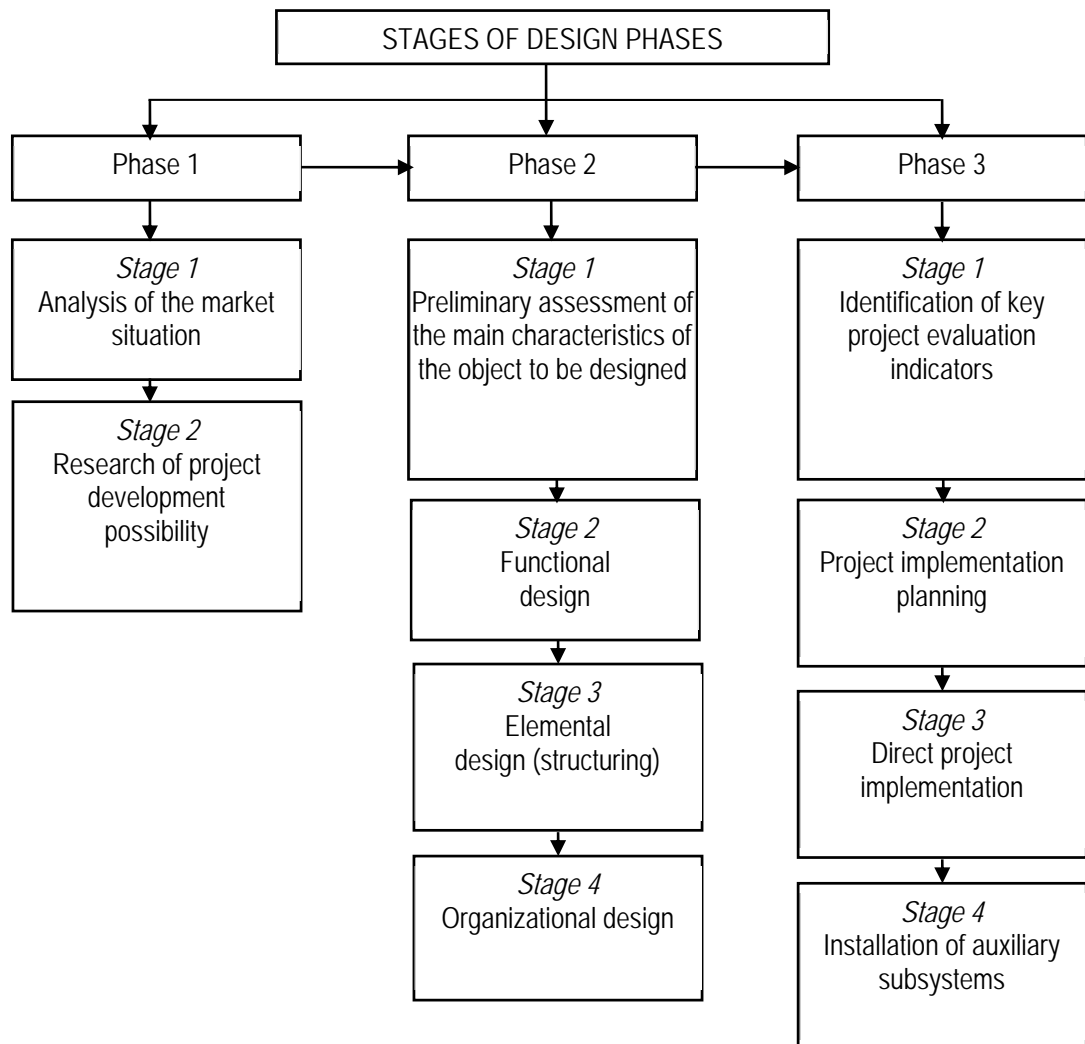 STAGES OF DESIGN PHASES
Phase 1
Phase 2
Phase 3
Stage 1
Analysis of the market
situation
Stage 2
Research of project
development
possibility
Stage 1
Preliminary assessment of
the main characteristics of
the object to be designed
Stage 2
Functional
design
Stage 3
Elemental
design (structuring)
Stage 4
Organizational design
Stage 1
Identification of key
project evaluation
indicators
Stage 2
Project implementation
planning
Stage 3
Direct project
implementation
Stage 4
Installation of auxiliary
subsystems